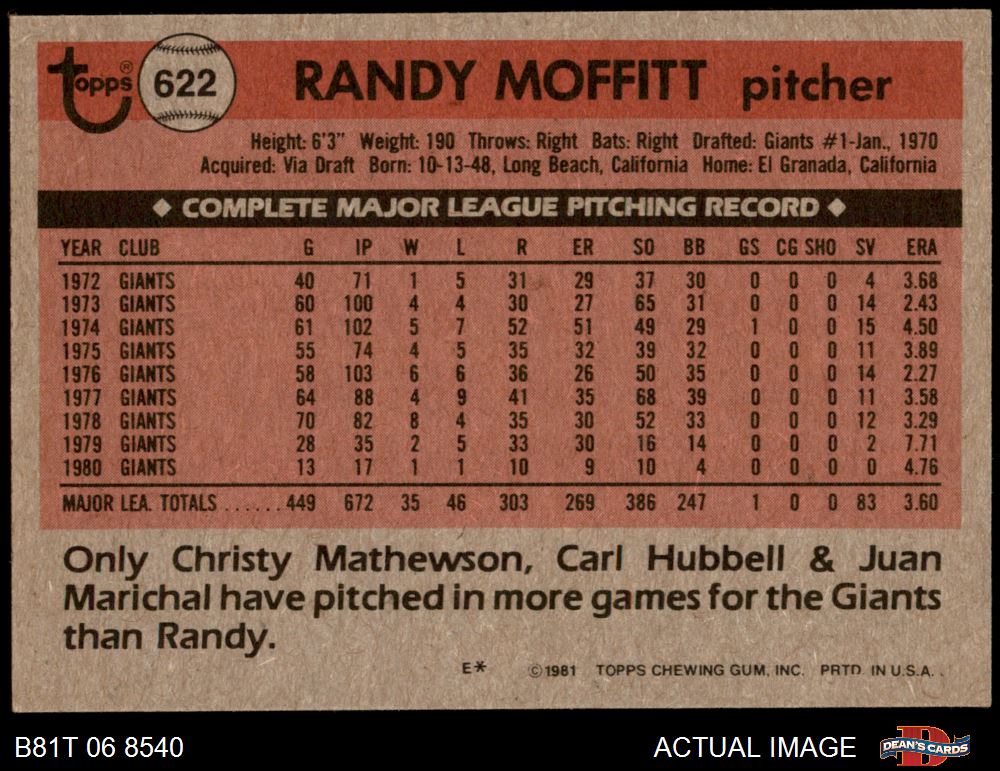 topps® 622 RANDY MOFFITT pitcher
Height: 6'3" Weight: 190 Throws: Right Bats: Right Drafted: Giants #1-Jan., 1970
Acquired: Via Draft Born: 10-13-48, Long Beach, California Home: El Granada, California
◆ COMPLETE MAJOR LEAGUE PITCHING RECORD ◆
YEAR CLUB G IP W L R ER SO BB GS CG SHO SV ERA
1972 GIANTS 40 71 1 5 31 29 37 30 0 0 0 4 3.68
1973 GIANTS 60 100 4 4 30 27 65 31 0 0 0 14 2.43
1974 GIANTS 61 102 5 7 52 51 49 29 1 0 0 15 4.50
1975 GIANTS 55 74 4 5 35 32 39 32 0 0 0 11 3.89
1976 GIANTS 58 103 6 6 36 26 50 35 0 0 0 14 2.27
1977 GIANTS 64 88 4 9 41 35 68 39 0 0 0 11 3.58
1978 GIANTS 70 82 8 4 35 30 52 33 0 0 0 12 3.29
1979 GIANTS 28 35 2 5 33 30 16 14 0 0 0 2 7.71
1980 GIANTS 13 17 1 1 10 9 10 4 0 0 0 0 4.76
MAJOR LEA. TOTALS ......449 672 35 46 303 269 386 247 1 0 0 83 3.60
Only Christy Mathewson, Carl Hubbell & Juan
Marichal have pitched in more games for the Giants
than Randy.
E* ©1981 TOPPS CHEWING GUM, INC. PRTD. IN U.S.A.
B81T 06 8540 ACTUAL IMAGE D DEAN'S CARDS